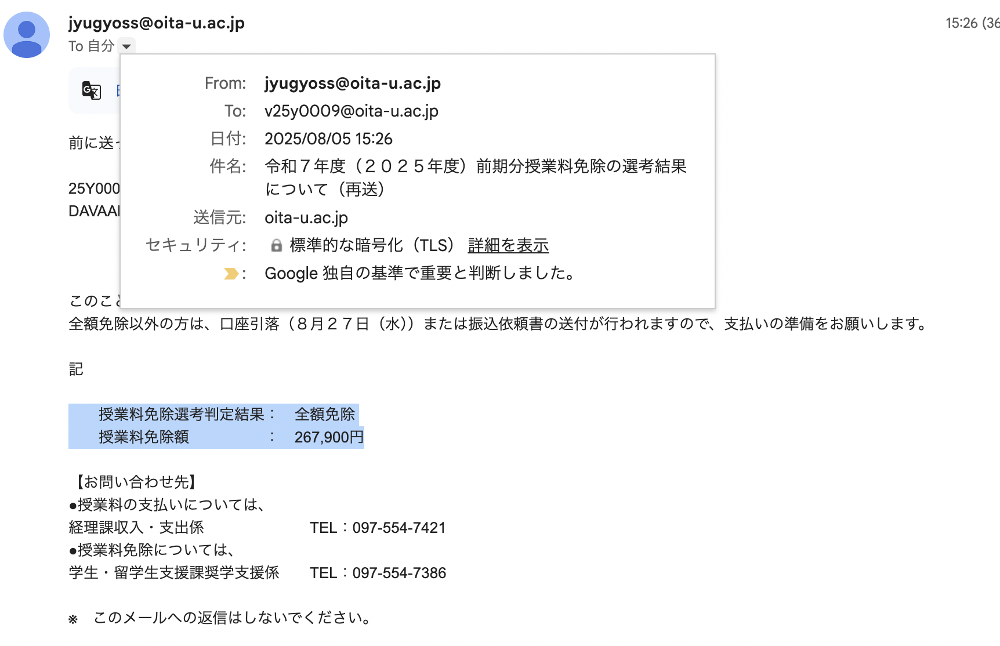 jyugyoss@oita-u.ac.jp
15:26 (36
To 自分
From: jyugyoss@oita-u.ac.jp
To: v25y0009@oita-u.ac.jp
日付: 2025/08/05 15:26
件名: 令和７年度（２０２５年度）前期分授業料免除の選考結果
について（再送）
送信元: oita-u.ac.jp
セキュリティ: 標準的な暗号化（TLS） 詳細を表示
: Google 独自の基準で重要と判断しました。
前に送っ
25Y000
DAVAA
このこと
全額免除以外の方は、口座引落（８月２７日（水））または振込依頼書の送付が行われますので、支払いの準備をお願いします。
記
授業料免除選考判定結果： 全額免除
授業料免除額 ： 267,900円
【お問い合わせ先】
●授業料の支払いについては、
経理課収入・支出係 TEL：097-554-7421
●授業料免除については、
学生・留学生支援課奨学支援係 TEL：097-554-7386
※ このメールへの返信はしないでください。